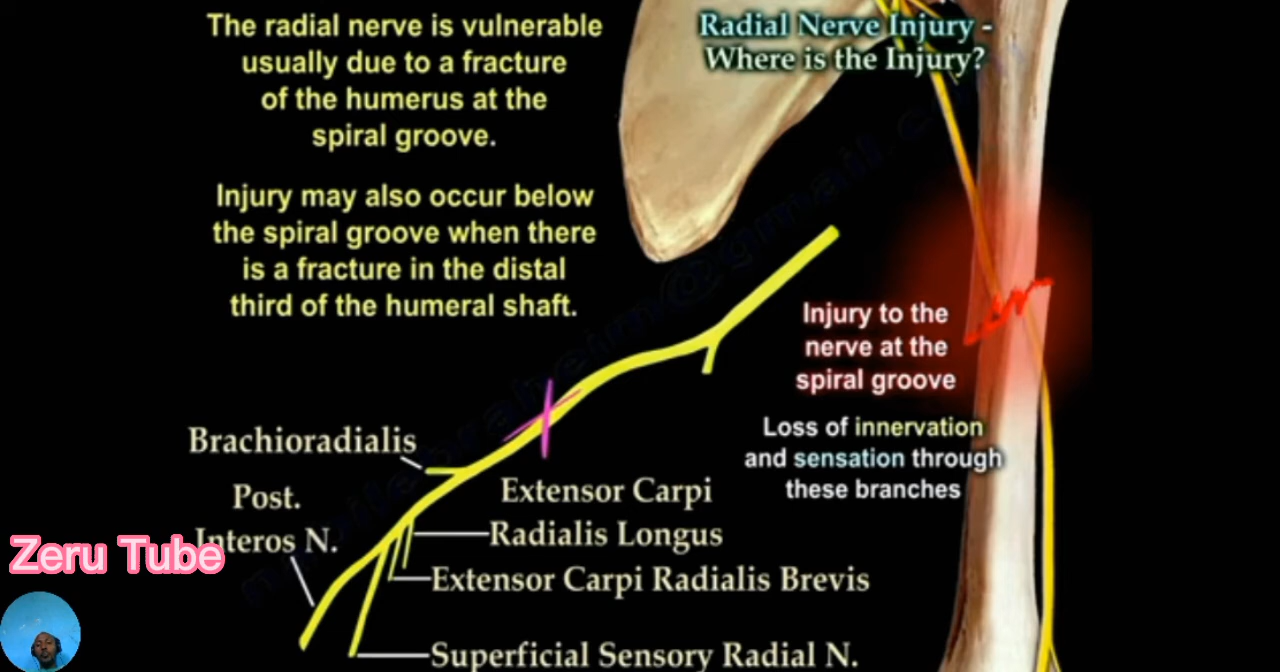 The radial nerve is vulnerable
usually due to a fracture
of the humerus at the
spiral groove.
Injury may also occur below
the spiral groove when there
is a fracture in the distal
third of the humeral shaft.
Radial Nerve Injury -
Where is the Injury?
Injury to the
nerve at the
spiral groove
Loss of innervation
and sensation through
these branches
Brachioradialis
Post.
Interos N.
Extensor Carpi
Radialis Longus
Extensor Carpi Radialis Brevis
Superficial Sensory Radial N.
Zeru Tube